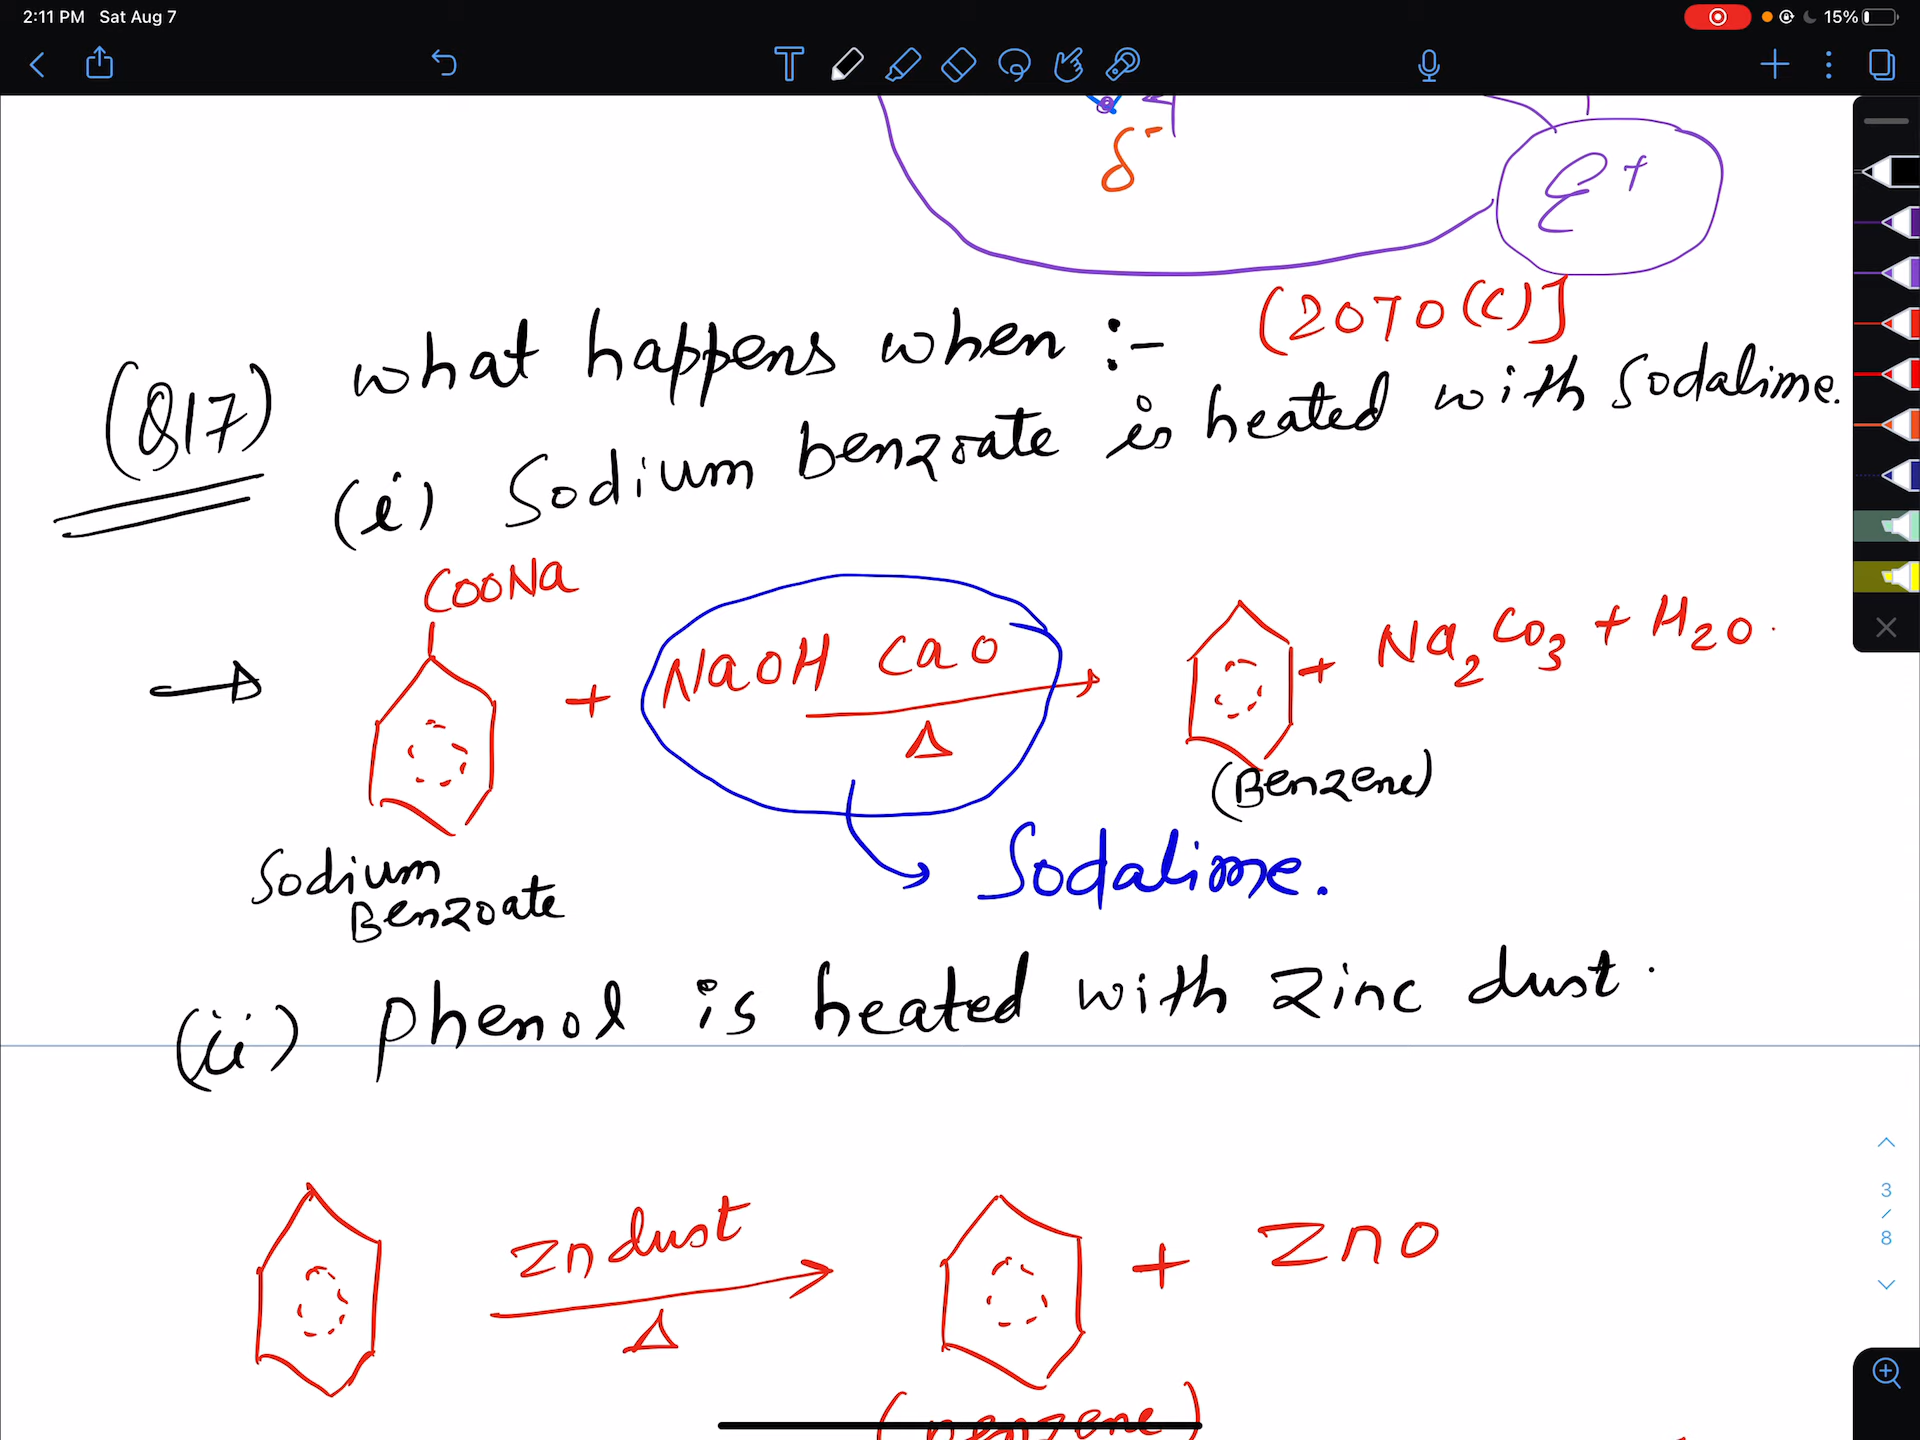 2:11 PM Sat Aug 7
15%
T
δ-
E+
(Q17) what happens when :- (2070(C)]
(i) Sodium benzoate is heated with Sodalime.
COONa
+ NaOH CaO + Na2CO3 + H2O.
Δ
(Benzene)
Sodium
Benzoate
Sodalime.
(ii) phenol is heated with Zinc dust.
Zn dust
Δ
+ ZnO
(benzene)
3
/
8